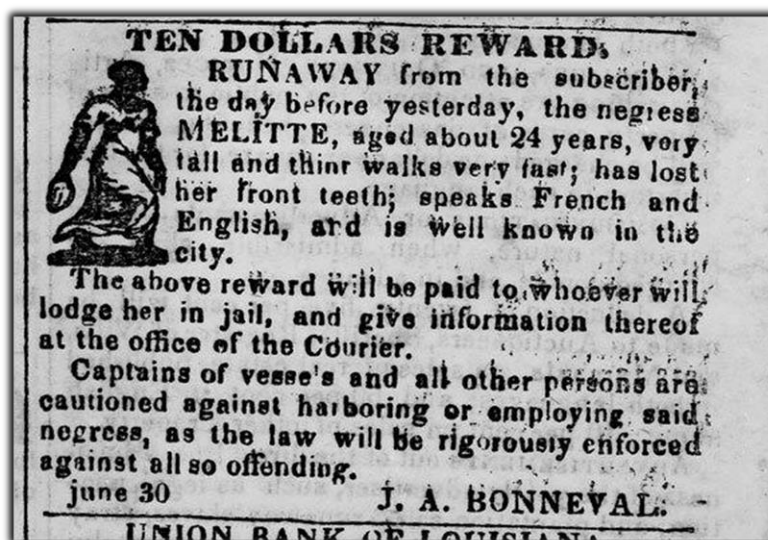 TEN DOLLARS REWARD,
RUNAWAY from the subscriber,
the day before yesterday, the negress
MELITTE, aged about 24 years, very
tall and thinr walks very fast; has lost
her front teeth; speaks French and
English, and is well known in the
city.
The above reward will be paid to whoever will
lodge her in jail, and give information thereof
at the office of the Courier.
Captains of vesse's and all other persons are
cautioned against harboring or employing said
negress, as the law will be rigorously enforced
against all so offending.
june 30 J. A. BONNEVAL.
UNION BANK OF LOUISIANA